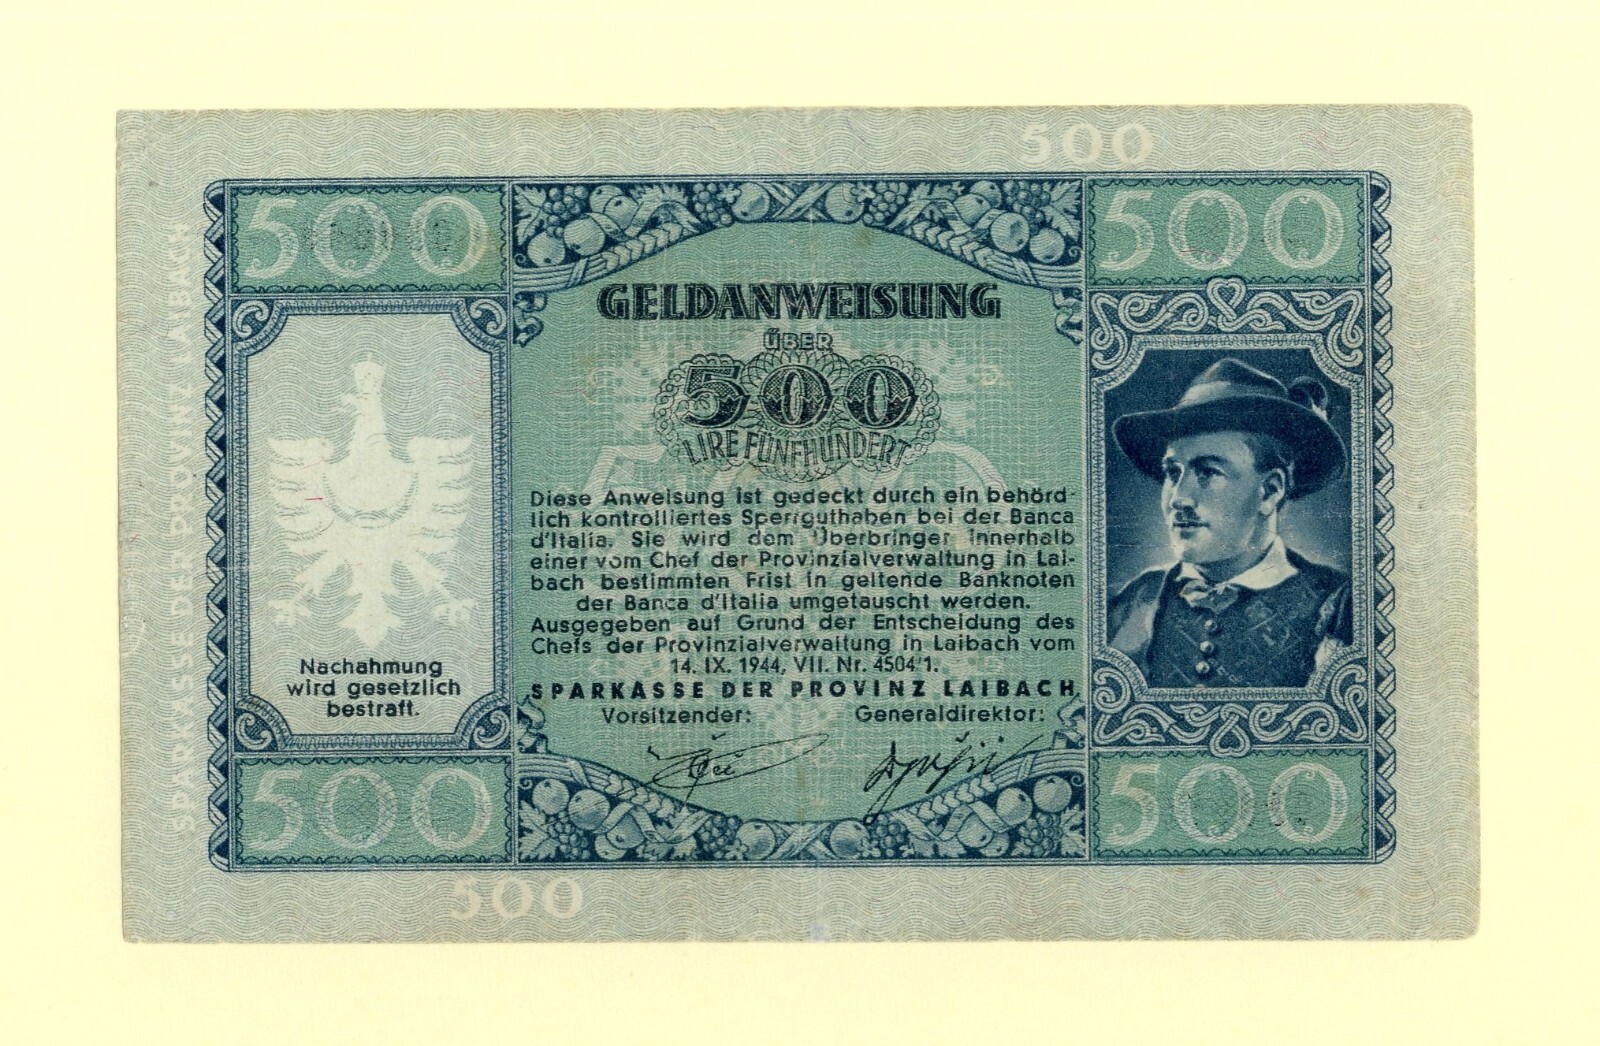 500
500
500
GELDANWEISUNG
ÜBER
500
LIRE FÜNFHUNDERT
Diese Anweisung ist gedeckt durch ein behörd-
lich kontrolliertes Sperrguthaben bei der Banca
d'Italia. Sie wird dem Überbringer innerhalb
einer vom Chef der Provinzialverwaltung in Lai-
bach bestimmten Frist in geltende Banknoten
der Banca d'Italia umgetauscht werden.
Ausgegeben auf Grund der Entscheidung des
Chefs der Provinzialverwaltung in Laibach vom
14. IX. 1944, VII. Nr. 4504/1.
SPARKASSE DER PROVINZ LAIBACH
Vorsitzender: Generaldirektor:
Nachahmung
wird gesetzlich
bestraft.
500
500
500
SPARKASSE DER PROVINZ LAIBACH